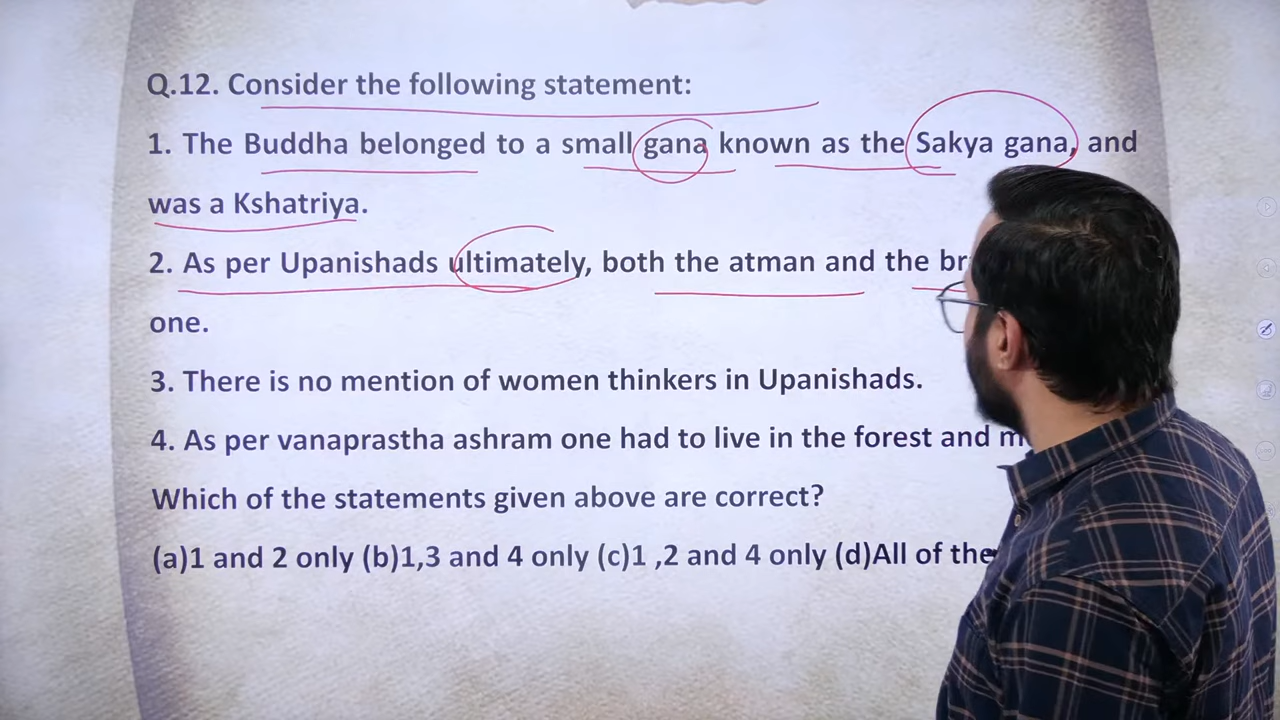 Q.12. Consider the following statement:
1. The Buddha belonged to a small gana known as the Sakya gana, and
was a Kshatriya.
2. As per Upanishads ultimately, both the atman and the
one.
3. There is no mention of women thinkers in Upanishads.
4. As per vanaprastha ashram one had to live in the forest and
Which of the statements given above are correct?
(a)1 and 2 only (b)1,3 and 4 only (c)1 ,2 and 4 only (d)All of the